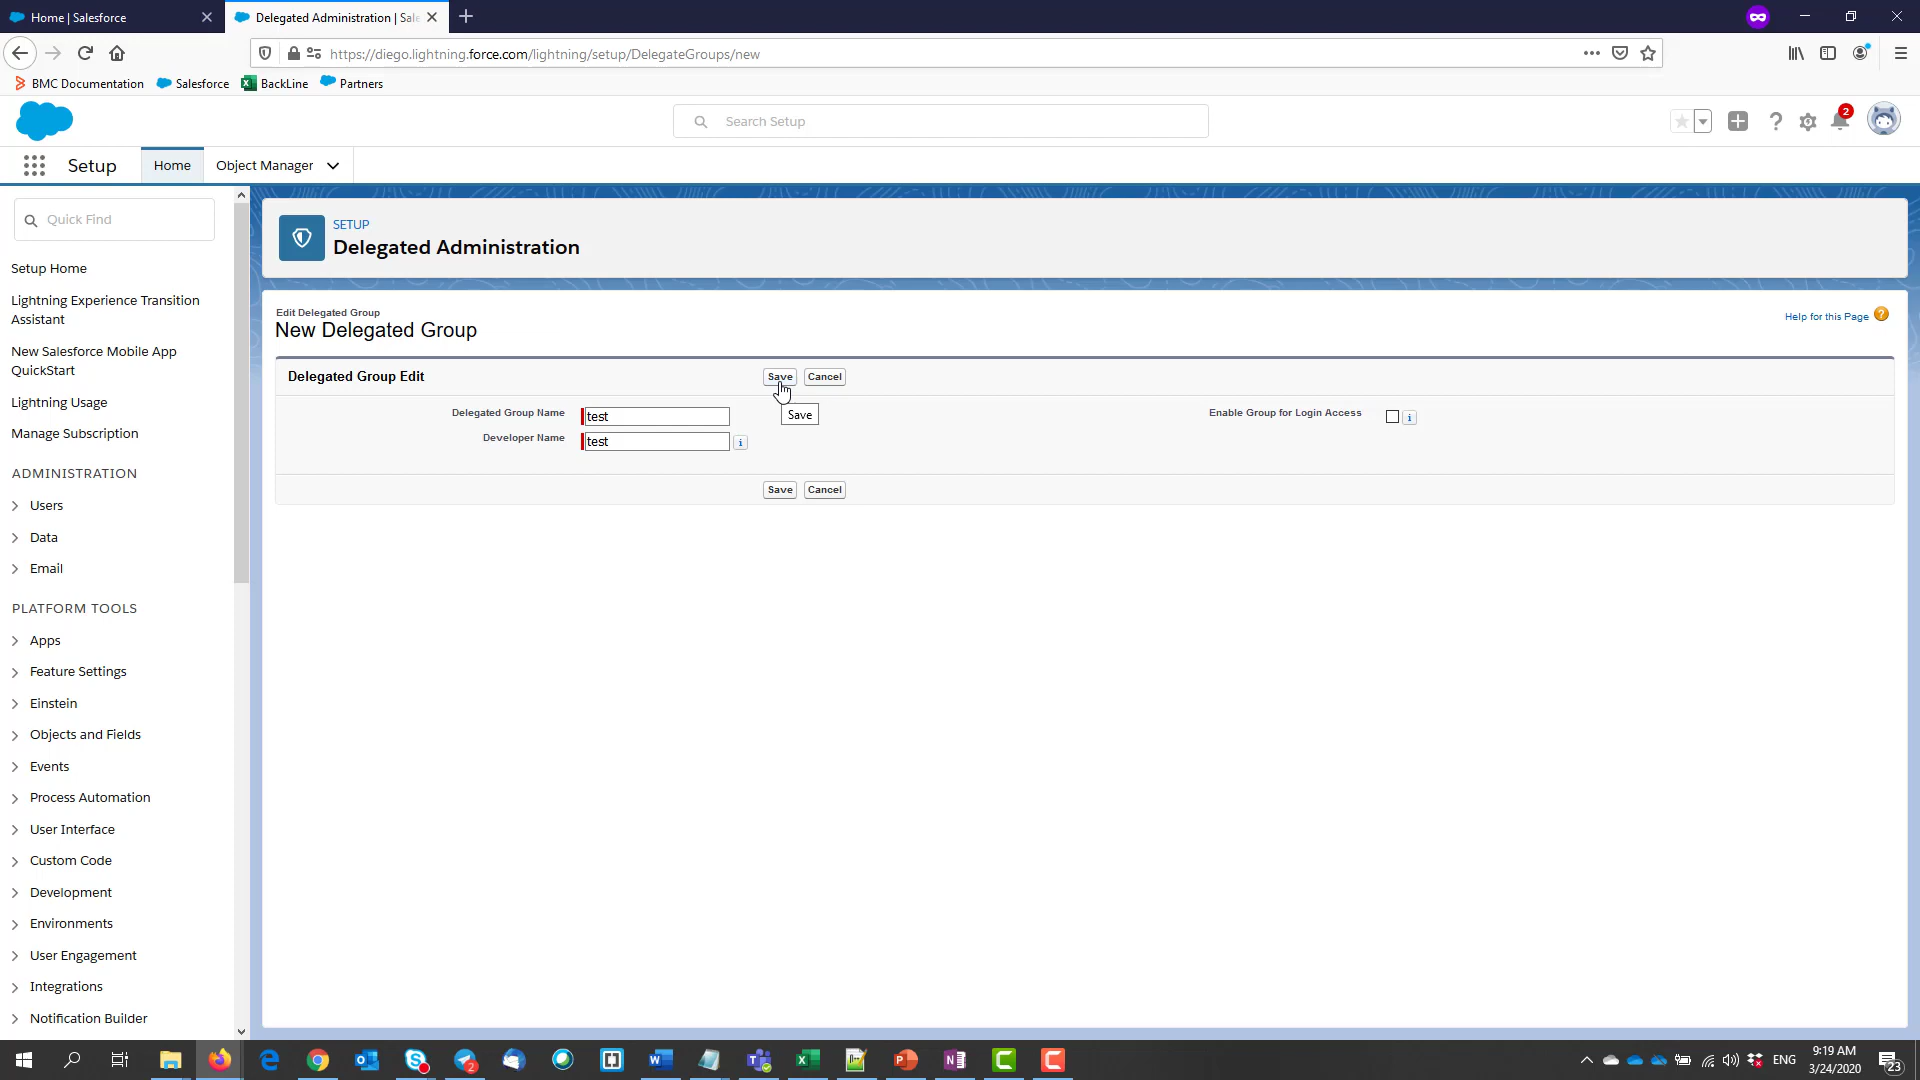 Home | Salesforce
Delegated Administration | Sale
https://diego.lightning.force.com/lightning/setup/DelegateGroups/new
BMC Documentation
Salesforce
BackLine
Partners
Search Setup
2
Setup
Home
Object Manager
Quick Find
Setup Home
Lightning Experience Transition
Assistant
New Salesforce Mobile App
QuickStart
Lightning Usage
Manage Subscription
ADMINISTRATION
Users
Data
Email
PLATFORM TOOLS
Apps
Feature Settings
Einstein
Objects and Fields
Events
Process Automation
User Interface
Custom Code
Development
Environments
User Engagement
Integrations
Notification Builder
SETUP
Delegated Administration
Edit Delegated Group
New Delegated Group
Help for this Page
Delegated Group Edit
Save
Cancel
Delegated Group Name
test
Save
Enable Group for Login Access
Developer Name
test
Save
Cancel
2
ENG
9:19 AM
3/24/2020
23